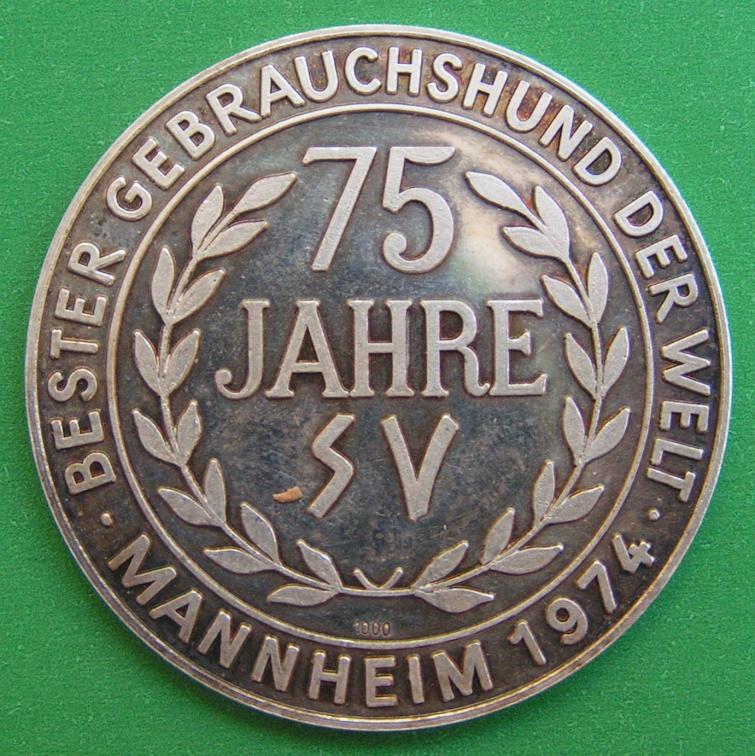 BESTER GEBRAUCHSHUND DER WELT ·
75
JAHRE
SV
1000
· MANNHEIM 1974